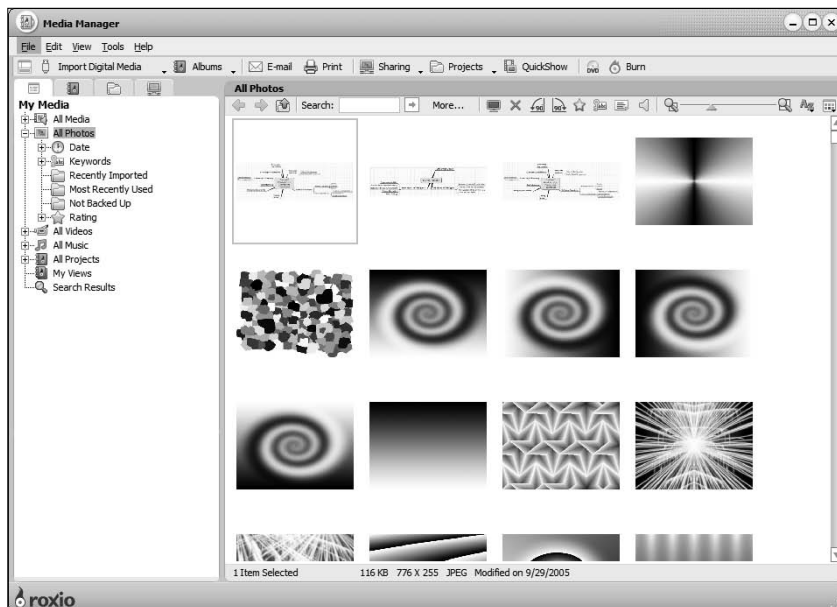 Media Manager
File Edit View Tools Help
Import Digital Media Albums E-mail Print Sharing Projects QuickShow DVD Burn
My Media
All Media
All Photos
Date
Keywords
Recently Imported
Most Recently Used
Not Backed Up
Rating
All Videos
All Music
All Projects
My Views
Search Results
All Photos
Search: More... +90
1 Item Selected 116 KB 776 X 255 JPEG Modified on 9/29/2005
roxio